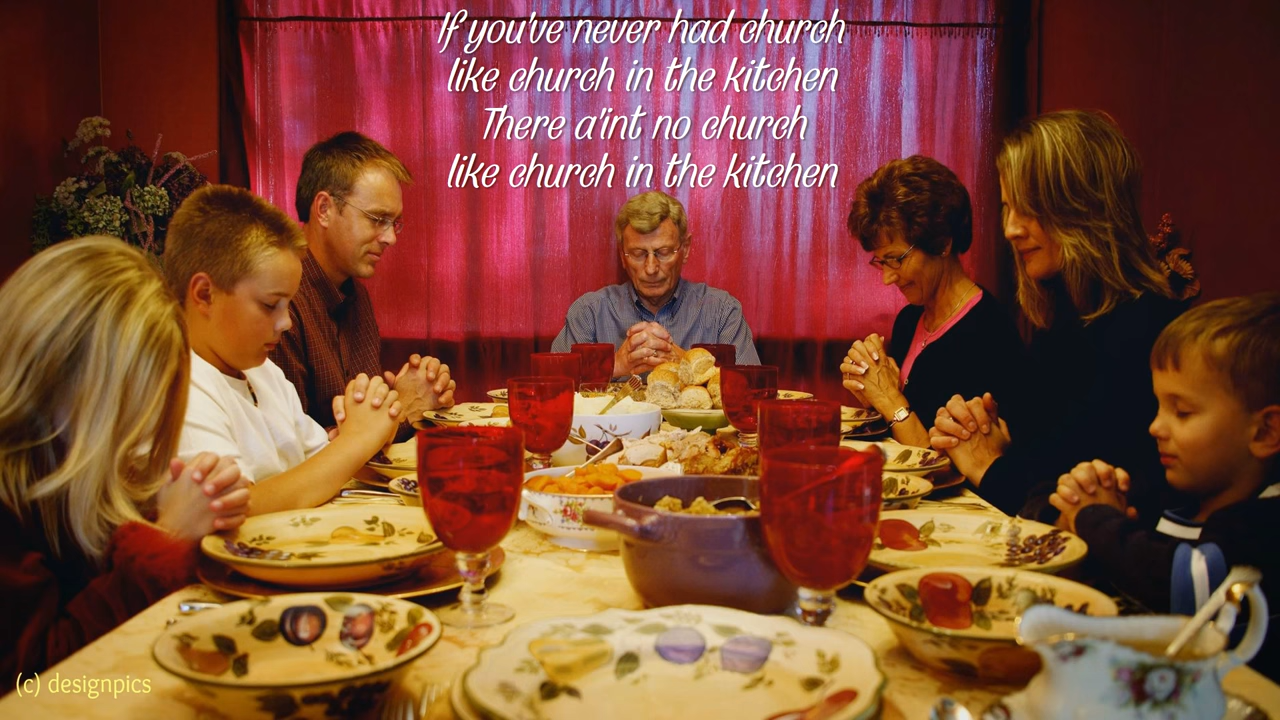 If you've never had church
like church in the kitchen
There a'int no church
like church in the kitchen
(c) designpics